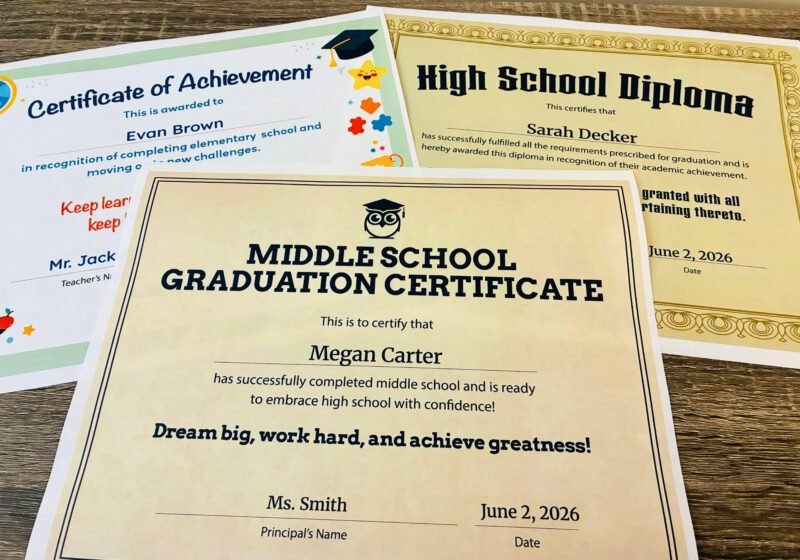 Certificate of Achievement
This is awarded to
Evan Brown
in recognition of completing elementary school and
moving new challenges.
Keep
keep
Mr. Jack
Teacher's
High School Diploma
This certifies that
Sarah Decker
has successfully fulfilled all the requirements prescribed for graduation and is
hereby awarded this diploma in recognition of their academic achievement.
granted with all
thereto.
June 2, 2026
Date
MIDDLE SCHOOL
GRADUATION CERTIFICATE
This is to certify that
Megan Carter
has successfully completed middle school and is ready
to embrace high school with confidence!
Dream big, work hard, and achieve greatness!
Ms. Smith
Principal's Name
June 2, 2026
Date